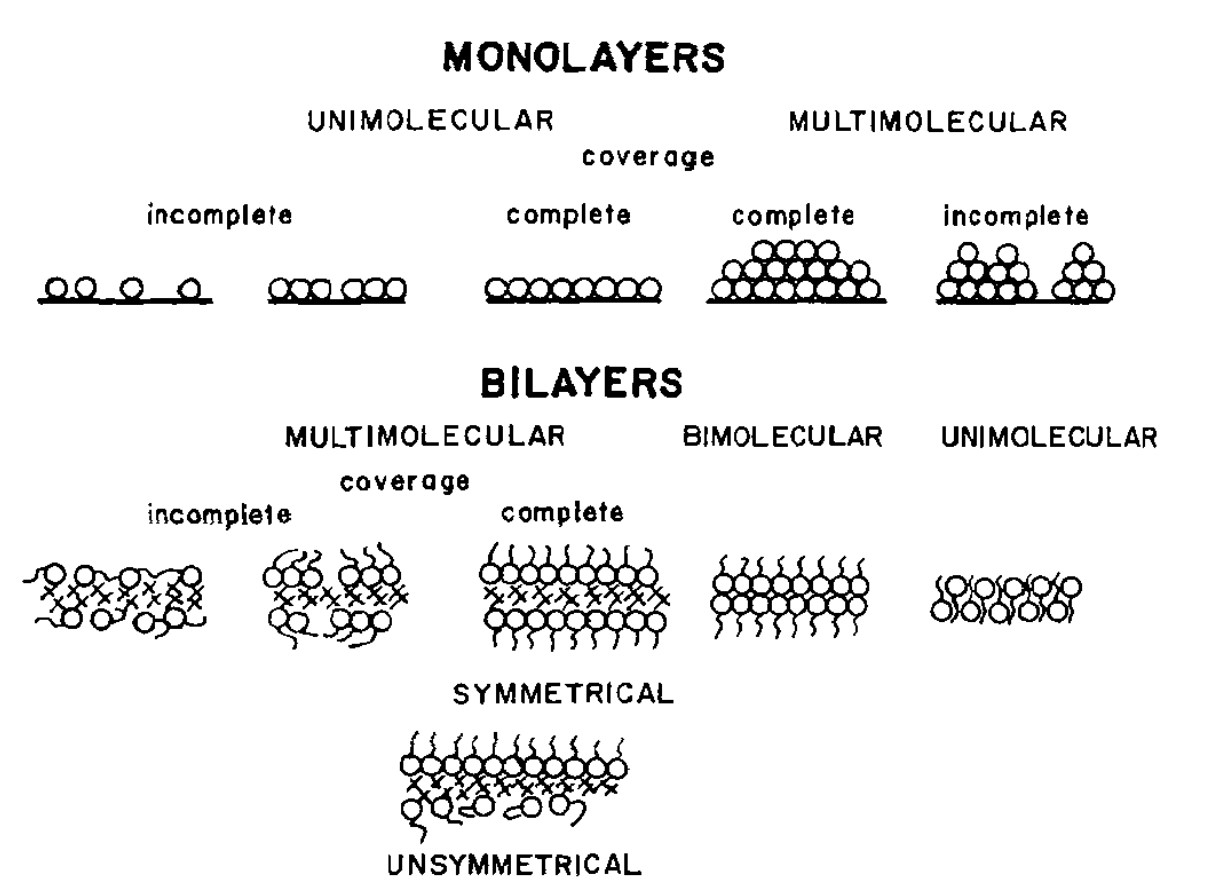 MONOLAYERS
UNIMOLECULAR MULTIMOLECULAR
coverage
incomplete complete complete incomplete
BILAYERS
MULTIMOLECULAR BIMOLECULAR UNIMOLECULAR
coverage
incomplete complete
SYMMETRICAL
UNSYMMETRICAL